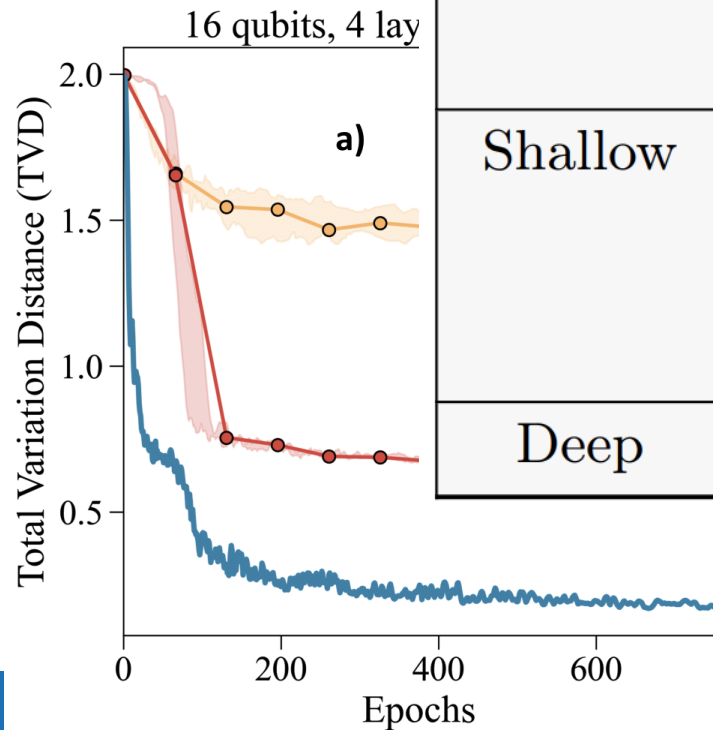 16 qubits, 4 lay
a)
Total Variation Distance (TVD)
2.0
1.5
1.0
0.5
0
200
400
600
Epochs
Shallow
Deep